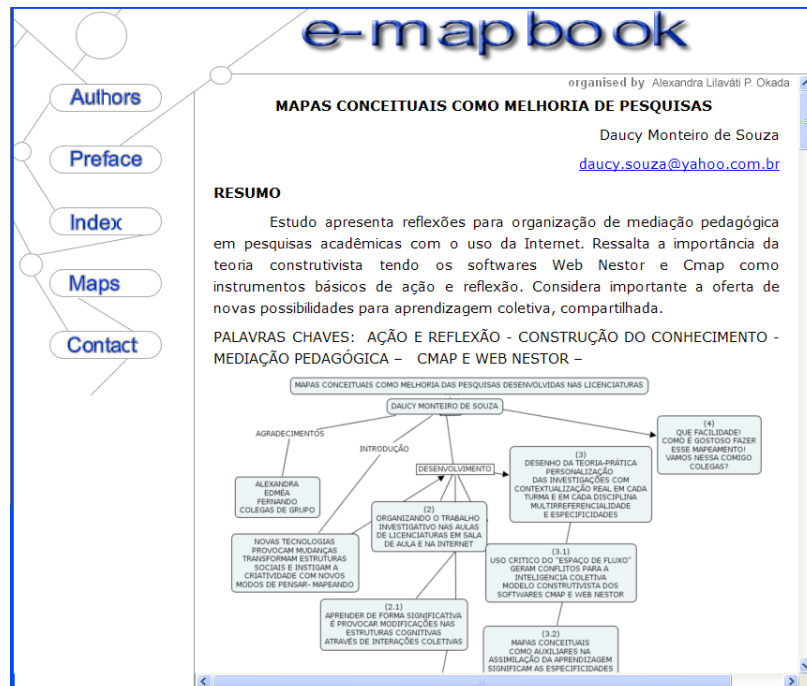 e-mapbook
organised by Alexandra Lilaváti P. Okada
Authors
Preface
Index
Maps
Contact
MAPAS CONCEITUAIS COMO MELHORIA DE PESQUISAS
Daucy Monteiro de Souza
daucy.souza@yahoo.com.br
RESUMO
Estudo apresenta reflexões para organização de mediação pedagógica
em pesquisas acadêmicas com o uso da Internet. Ressalta a importância da
teoria construtivista tendo os softwares Web Nestor e Cmap como
instrumentos básicos de ação e reflexão. Considera importante a oferta de
novas possibilidades para aprendizagem coletiva, compartilhada.
PALAVRAS CHAVES: AÇÃO E REFLEXÃO - CONSTRUÇÃO DO CONHECIMENTO -
MEDIAÇÃO PEDAGÓGICA – CMAP E WEB NESTOR –
MAPAS CONCEITUAIS COMO MELHORIA DAS PESQUISAS DESENVOLVIDAS NAS LICENCIATURAS
DAUCY MONTEIRO DE SOUZA
AGRADECIMENTOS
INTRODUÇÃO
DESENVOLVIMENTO
ALEXANDRA
EDMÉA
FERNANDO
COLEGAS DE GRUPO
NOVAS TECNOLOGIAS
PROVOCAM MUDANÇAS
TRANSFORMAM ESTRUTURAS
SOCIAIS E INSTIGAM A
CRIATIVIDADE COM NOVOS
MODOS DE PENSAR- MAPEANDO
(2)
ORGANIZANDO O TRABALHO
INVESTIGATIVO NAS AULAS
DE LICENCIATURAS EM SALA
DE AULA E NA INTERNET
(2.1)
APRENDER DE FORMA SIGNIFICATIVA
É PROVOCAR MODIFICAÇÕES NAS
ESTRUTURAS COGNITIVAS
ATRAVÉS DE INTERAÇÕES COLETIVAS
(3)
DESENHO DA TEORIA-PRÁTICA
PERSONALIZAÇÃO
DAS INVESTIGAÇÕES COM
CONTEXTUALIZAÇÃO REAL EM CADA
TURMA E EM CADA DISCIPLINA
MULTIRREFERENCIALIDADE
E ESPECIFICIDADES
(3.1)
USO CRITICO DO "ESPAÇO DE FLUXO"
GERAM CONFLITOS PARA A
INTELIGENCIA COLETIVA
MODELO CONSTRUTIVISTA DOS
SOFTWARES CMAP E WEB NESTOR
(3.2)
MAPAS CONCEITUAIS
COMO AUXILIARES NA
ASSIMILAÇÃO DA APRENDIZAGEM
SIGNIFICAM AS ESPECIFICIDADES
(4)
QUE FACILIDADE!
COMO É GOSTOSO FAZER
ESSE MAPEAMENTO!
VAMOS NESSA COMIGO
COLEGAS?